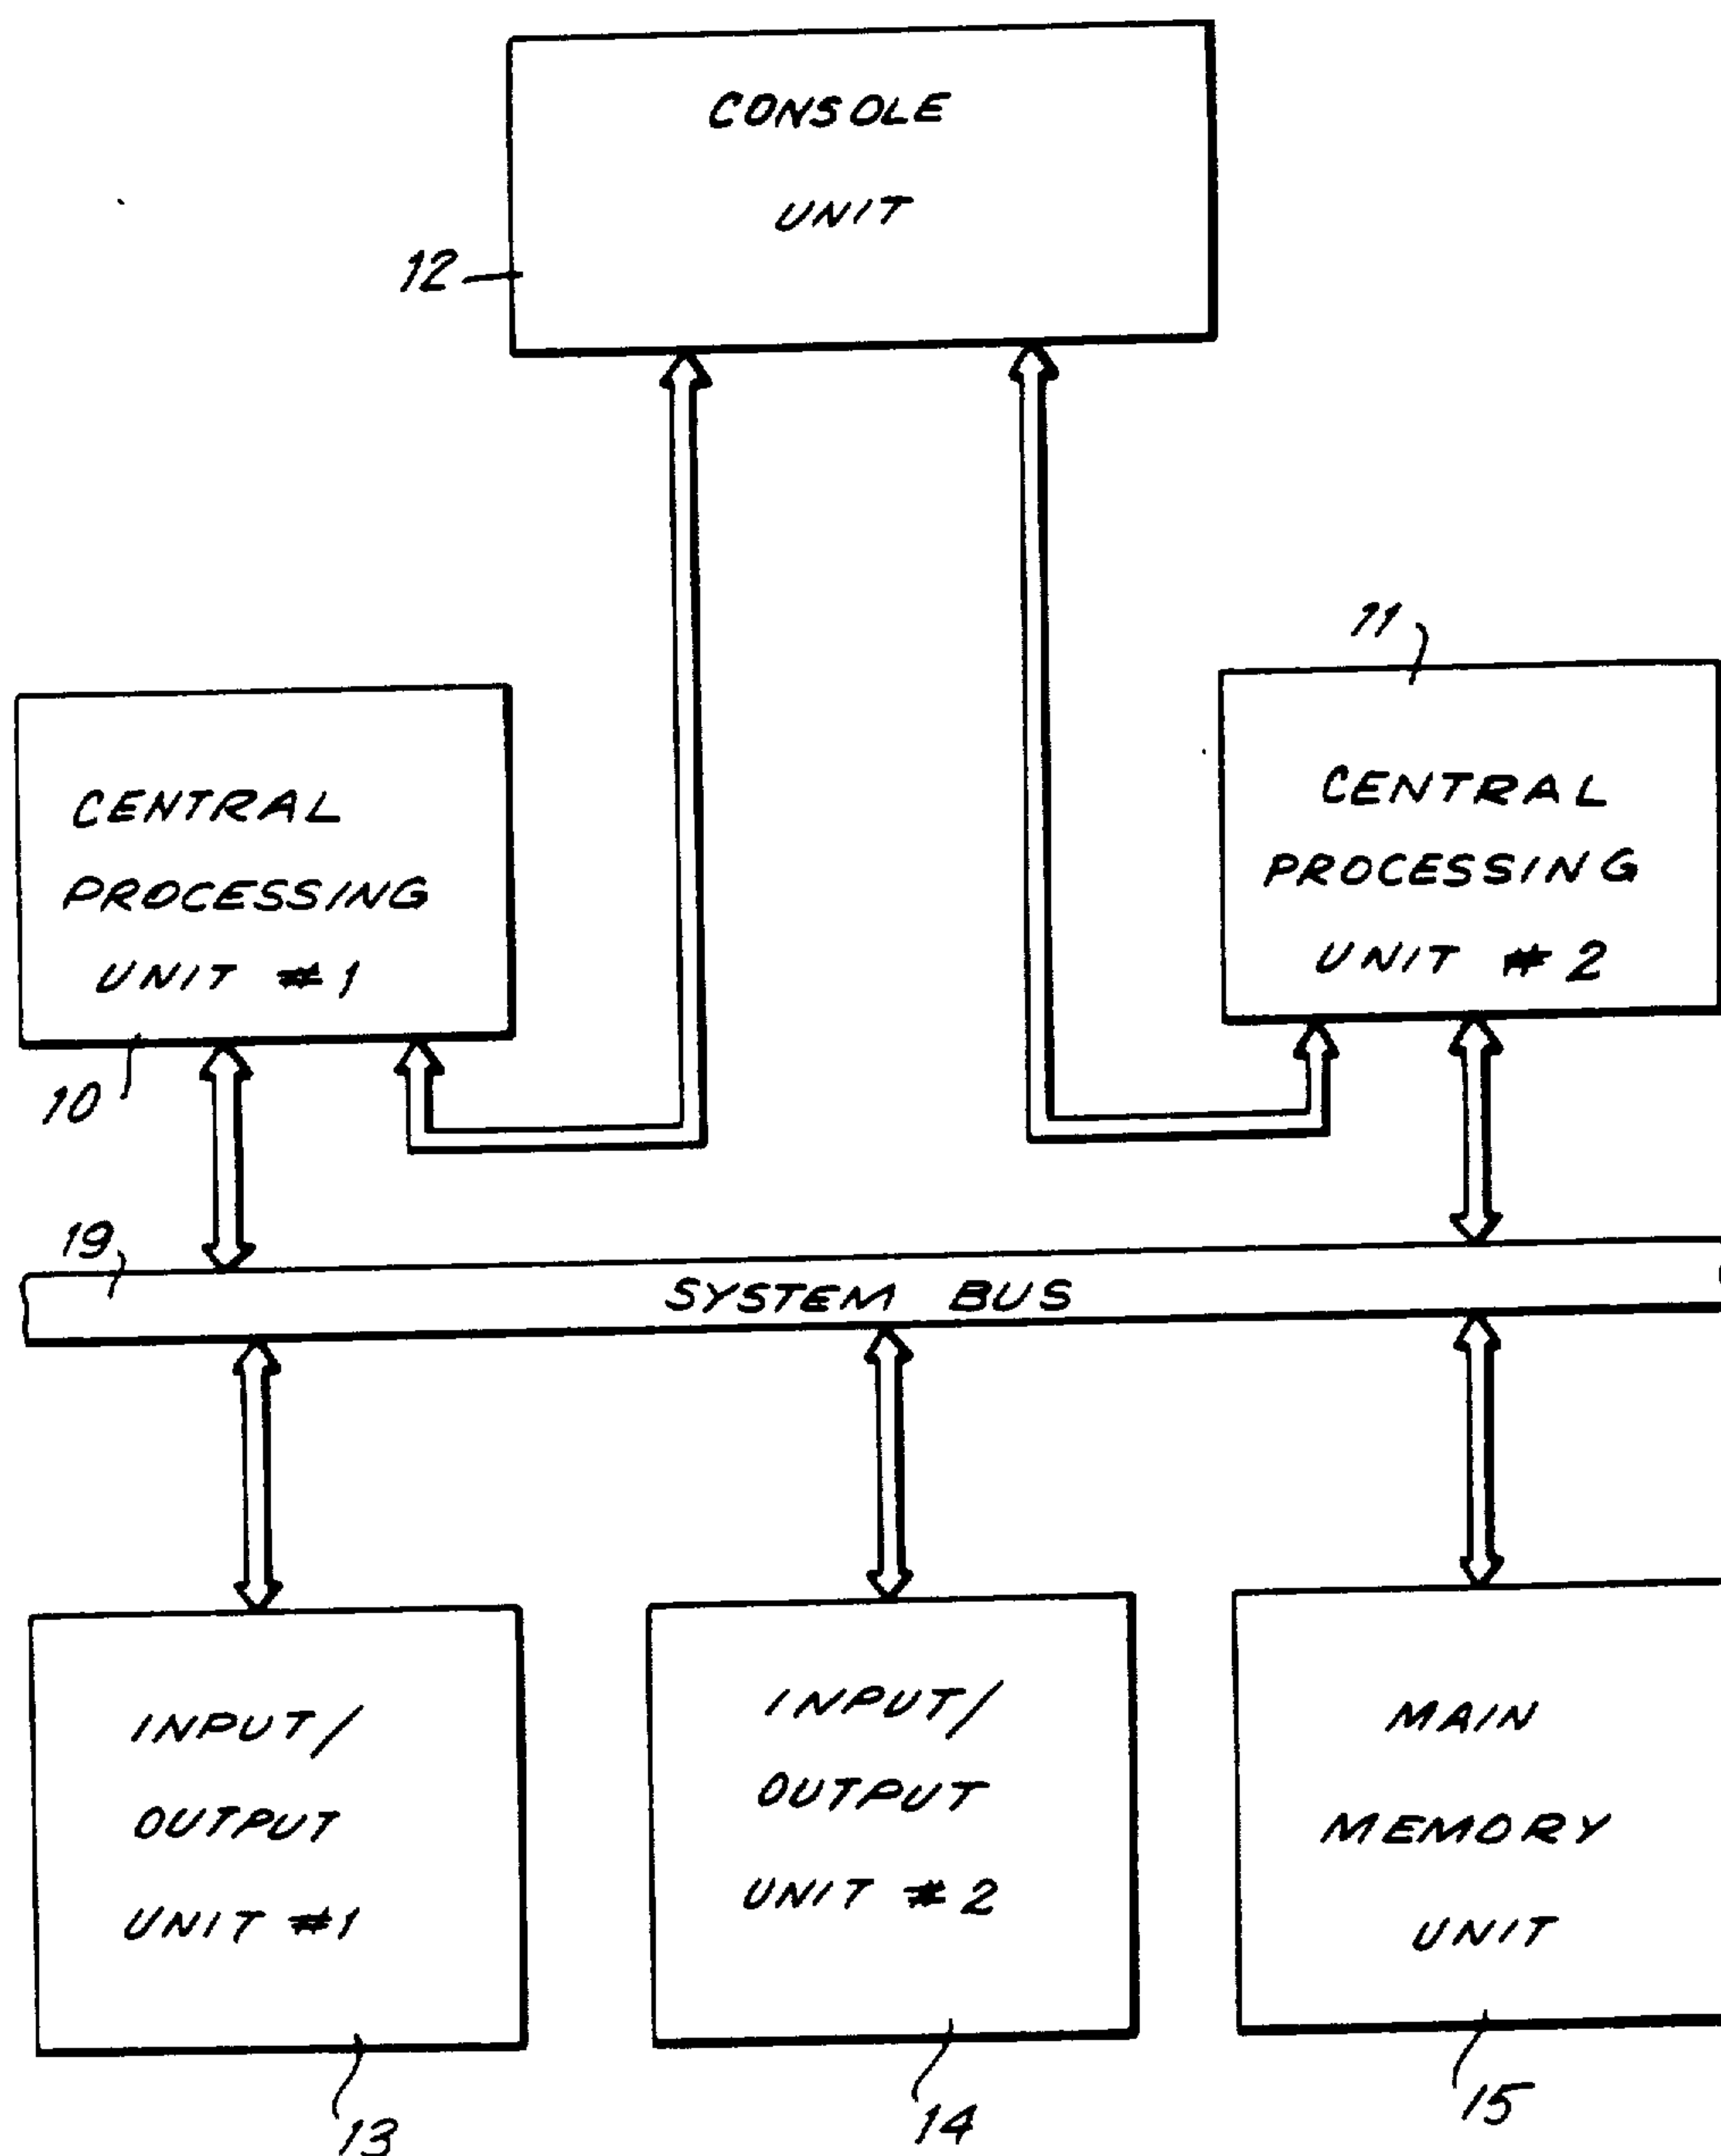 CONSOLE
UNIT
12
11
CENTRAL
PROCESSING
UNIT #1
CENTRAL
PROCESSING
UNIT #2
10
19
SYSTEM BUS
INPUT/
OUTPUT
UNIT #1
INPUT/
OUTPUT
UNIT #2
MAIN
MEMORY
UNIT
13
14
15